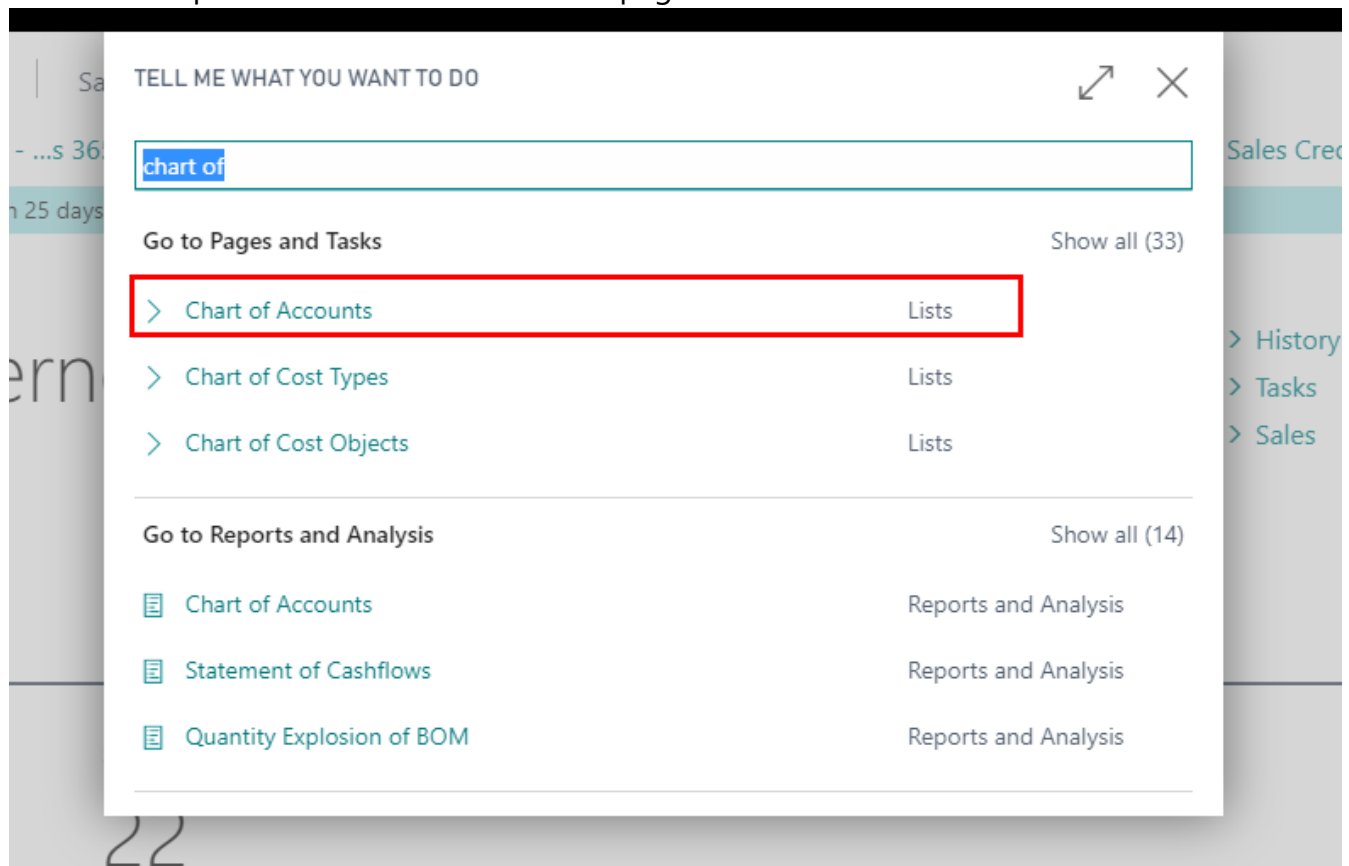 Sa
TELL ME WHAT YOU WANT TO DO
- ...s 36
chart of
Sales Cred
n 25 days
Go to Pages and Tasks Show all (33)
> Chart of Accounts Lists
> History
ern
> Chart of Cost Types Lists
> Tasks
> Chart of Cost Objects Lists
> Sales
Go to Reports and Analysis Show all (14)
Chart of Accounts Reports and Analysis
Statement of Cashflows Reports and Analysis
Quantity Explosion of BOM Reports and Analysis
22